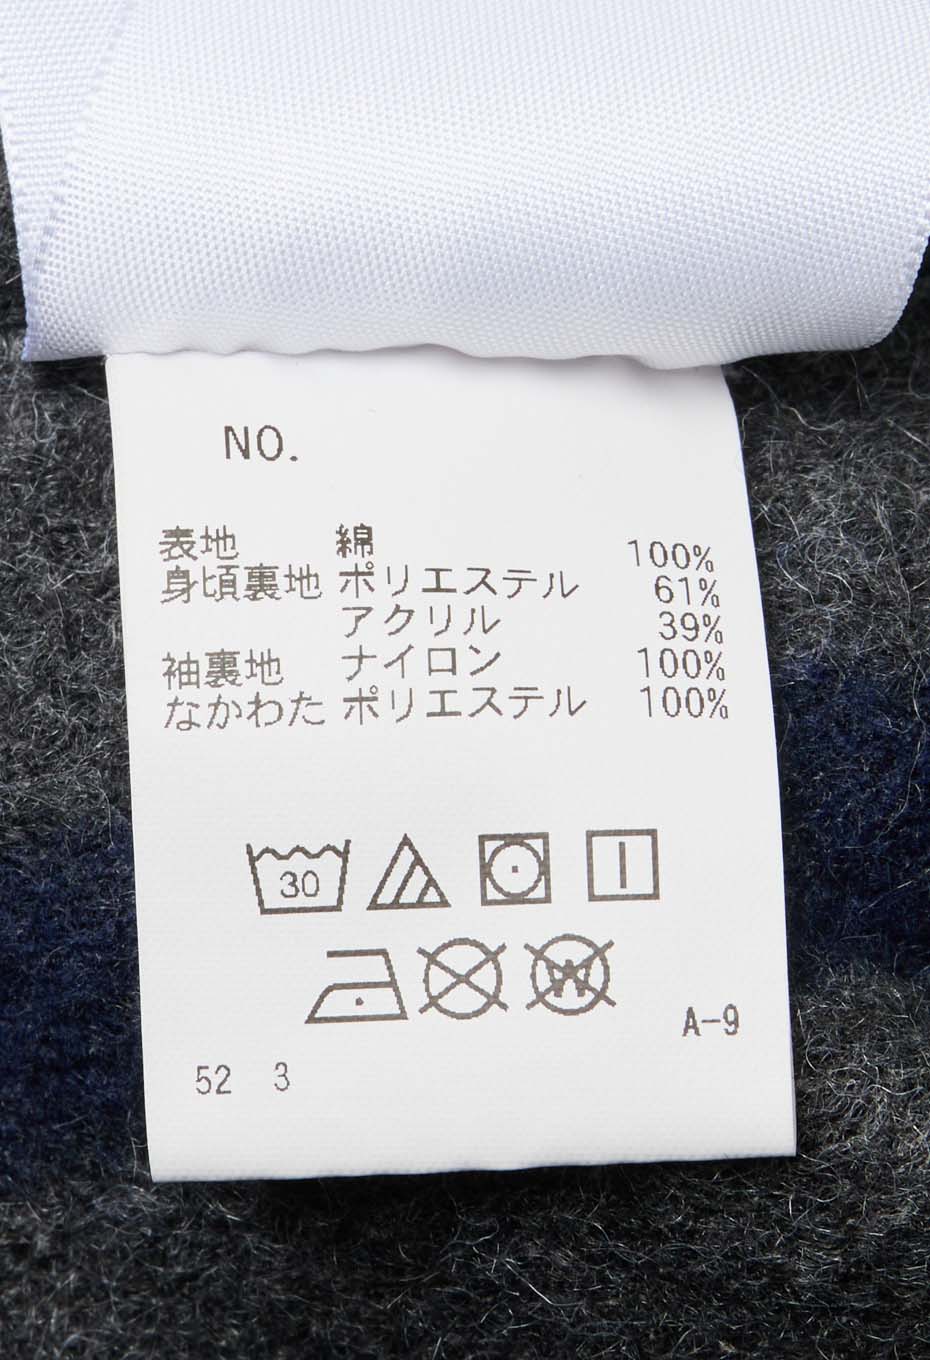 NO.
表地 綿 100%
身頃裏地 ポリエステル 61%
アクリル 39%
袖裏地 ナイロン 100%
なかわた ポリエステル 100%
30
W
A-9
52 3